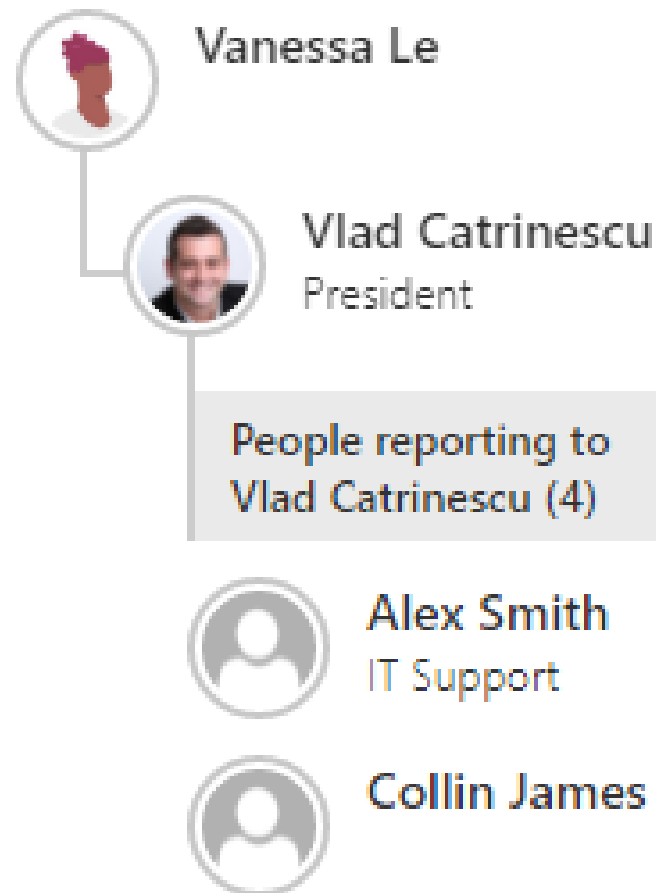 Vanessa Le
Vlad Catrinescu
President
People reporting to
Vlad Catrinescu (4)
Alex Smith
IT Support
Collin James